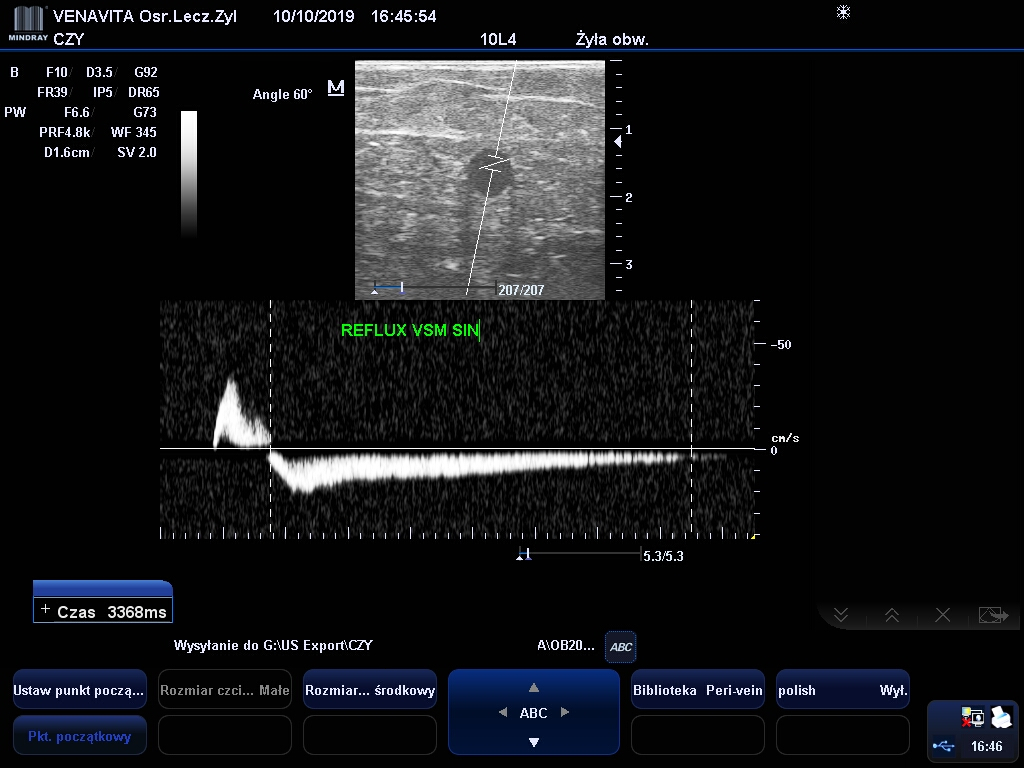 VENAVITA Osr.Lecz.Zyl 10/10/2019 16:45:54
MINDRAY CZY 10L4 Żyła obw.
B F10/ D3.5/ G92
FR39/ IP5/ DR65
PW F6.6/ G73
PRF4.8k/ WF 345
D1.6cm/ SV 2.0
Angle 60°
M
1
2
3
207/207
REFLUX VSM SIN
-50
cm/s
0
5.3/5.3
+ Czas 3368ms
Wysyłanie do G:\US Export\CZY A\OB20... ABC
Ustaw punkt począ... Rozmiar czci... Małe Rozmiar... środkowy ABC Biblioteka Peri-vein polish Wył.
Pkt. początkowy
16:46